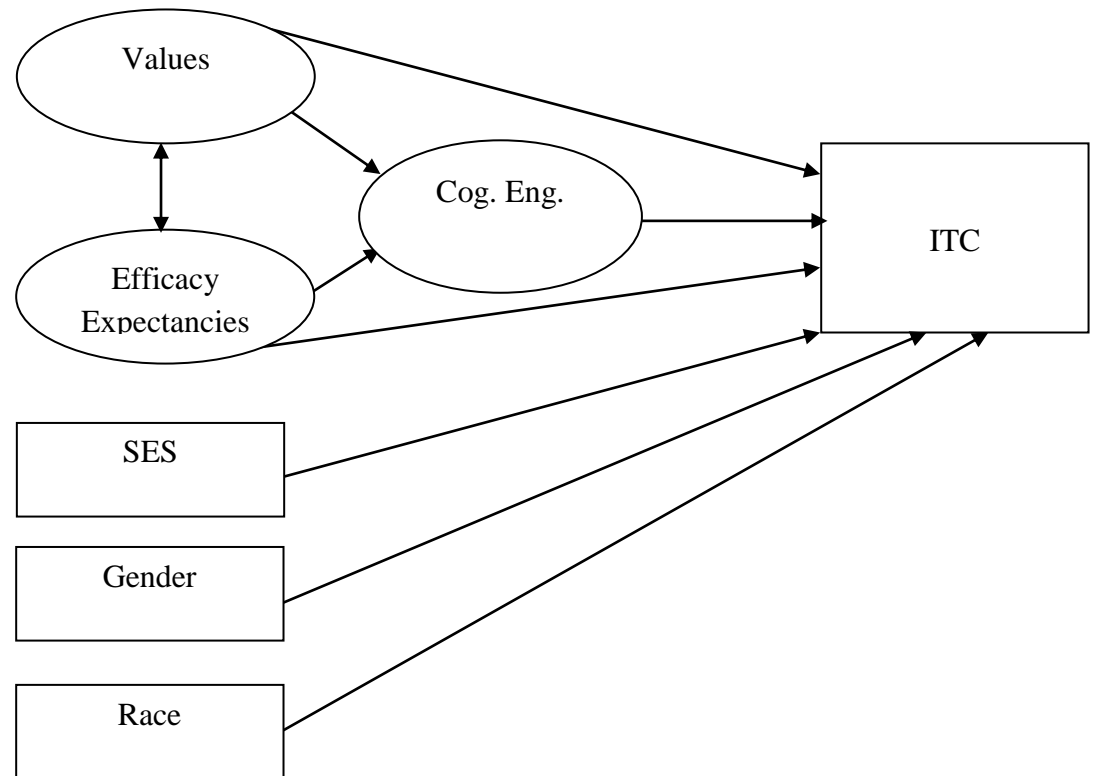 Values
Cog. Eng.
ITC
Efficacy
Expectancies
SES
Gender
Race